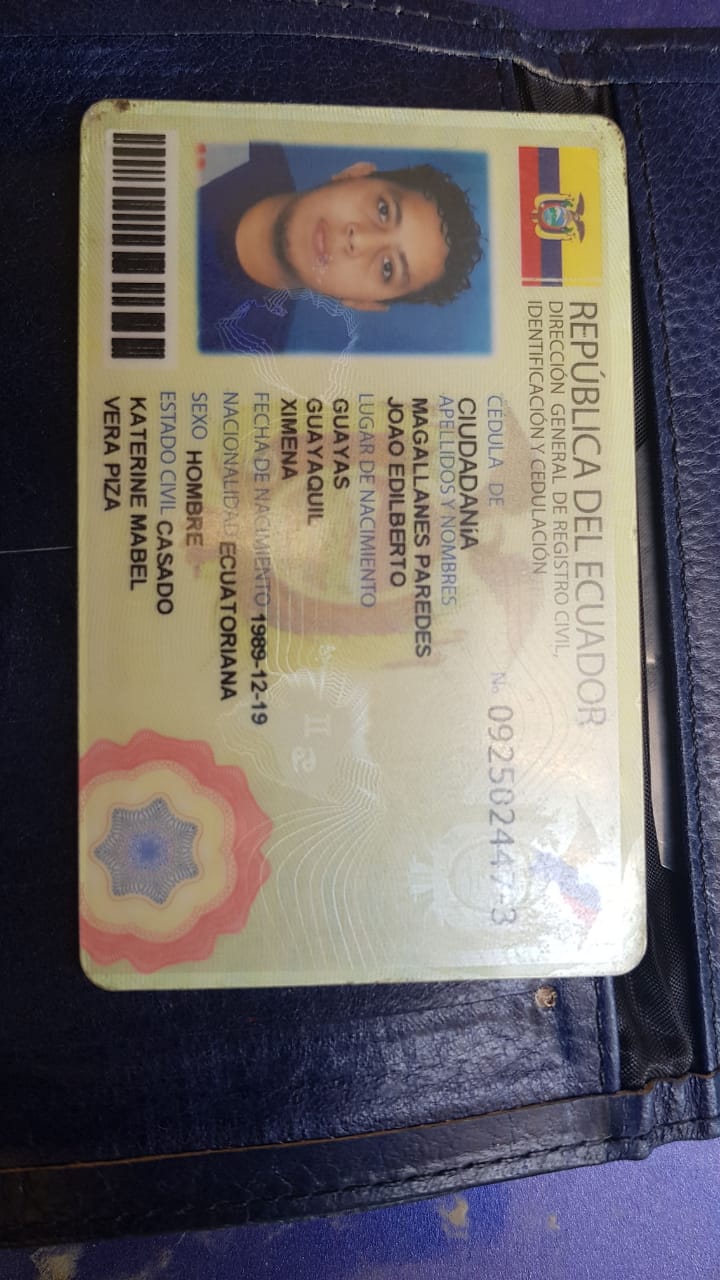 REPÚBLICA DEL ECUADOR
DIRECCIÓN GENERAL DE REGISTRO CIVIL,
IDENTIFICACIÓN Y CEDULACIÓN
CÉDULA DE No. 092502447-3
CIUDADANÍA
APELLIDOS Y NOMBRES
MAGALLANES PAREDES
JOAO EDILBERTO
LUGAR DE NACIMIENTO
GUAYAS
GUAYAQUIL
XIMENA
FECHA DE NACIMIENTO 1989-12-19
NACIONALIDAD ECUATORIANA
SEXO HOMBRE
ESTADO CIVIL CASADO
KATERINE MABEL
VERA PIZA